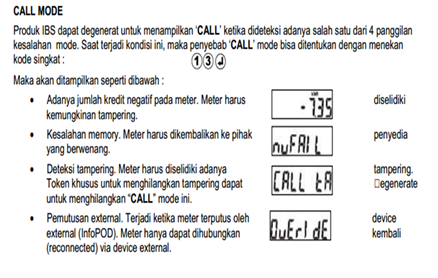 CALL MODE
Produk IBS dapat degenerat untuk menampilkan ‘CALL’ ketika dideteksi adanya salah satu dari 4 panggilan
kesalahan mode. Saat terjadi kondisi ini, maka penyebab ‘CALL’ mode bisa ditentukan dengan menekan
kode singkat : 1 3 ↲
Maka akan ditampilkan seperti dibawah :
• Adanya jumlah kredit negatif pada meter. Meter harus diselidiki
kemungkinan tampering.
-7.35
• Kesalahan memory. Meter harus dikembalikan ke pihak penyedia
yang berwenang.
nuFAIL
• Deteksi tampering. Meter harus diselidiki adanya tampering.
Token khusus untuk menghilangkan tampering dapat □egenerate
untuk menghilangkan “CALL” mode ini.
CALL tA
• Pemutusan external. Terjadi ketika meter terputus oleh device
external (InfoPOD). Meter hanya dapat dihubungkan kembali
(reconnected) via device external.
OuErIdE